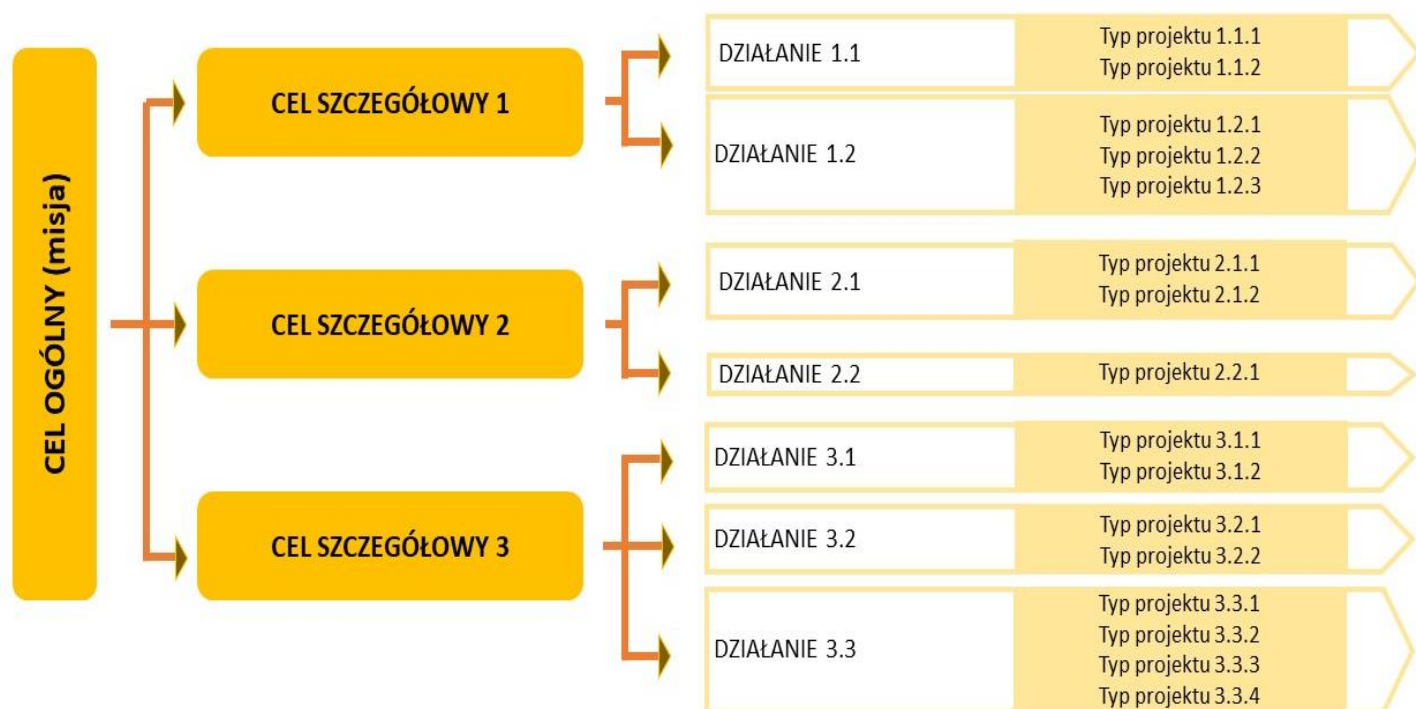 CEL OGÓLNY (misja)
CEL SZCZEGÓŁOWY 1
DZIAŁANIE 1.1
Typ projektu 1.1.1
Typ projektu 1.1.2
DZIAŁANIE 1.2
Typ projektu 1.2.1
Typ projektu 1.2.2
Typ projektu 1.2.3
CEL SZCZEGÓŁOWY 2
DZIAŁANIE 2.1
Typ projektu 2.1.1
Typ projektu 2.1.2
DZIAŁANIE 2.2
Typ projektu 2.2.1
CEL SZCZEGÓŁOWY 3
DZIAŁANIE 3.1
Typ projektu 3.1.1
Typ projektu 3.1.2
DZIAŁANIE 3.2
Typ projektu 3.2.1
Typ projektu 3.2.2
DZIAŁANIE 3.3
Typ projektu 3.3.1
Typ projektu 3.3.2
Typ projektu 3.3.3
Typ projektu 3.3.4